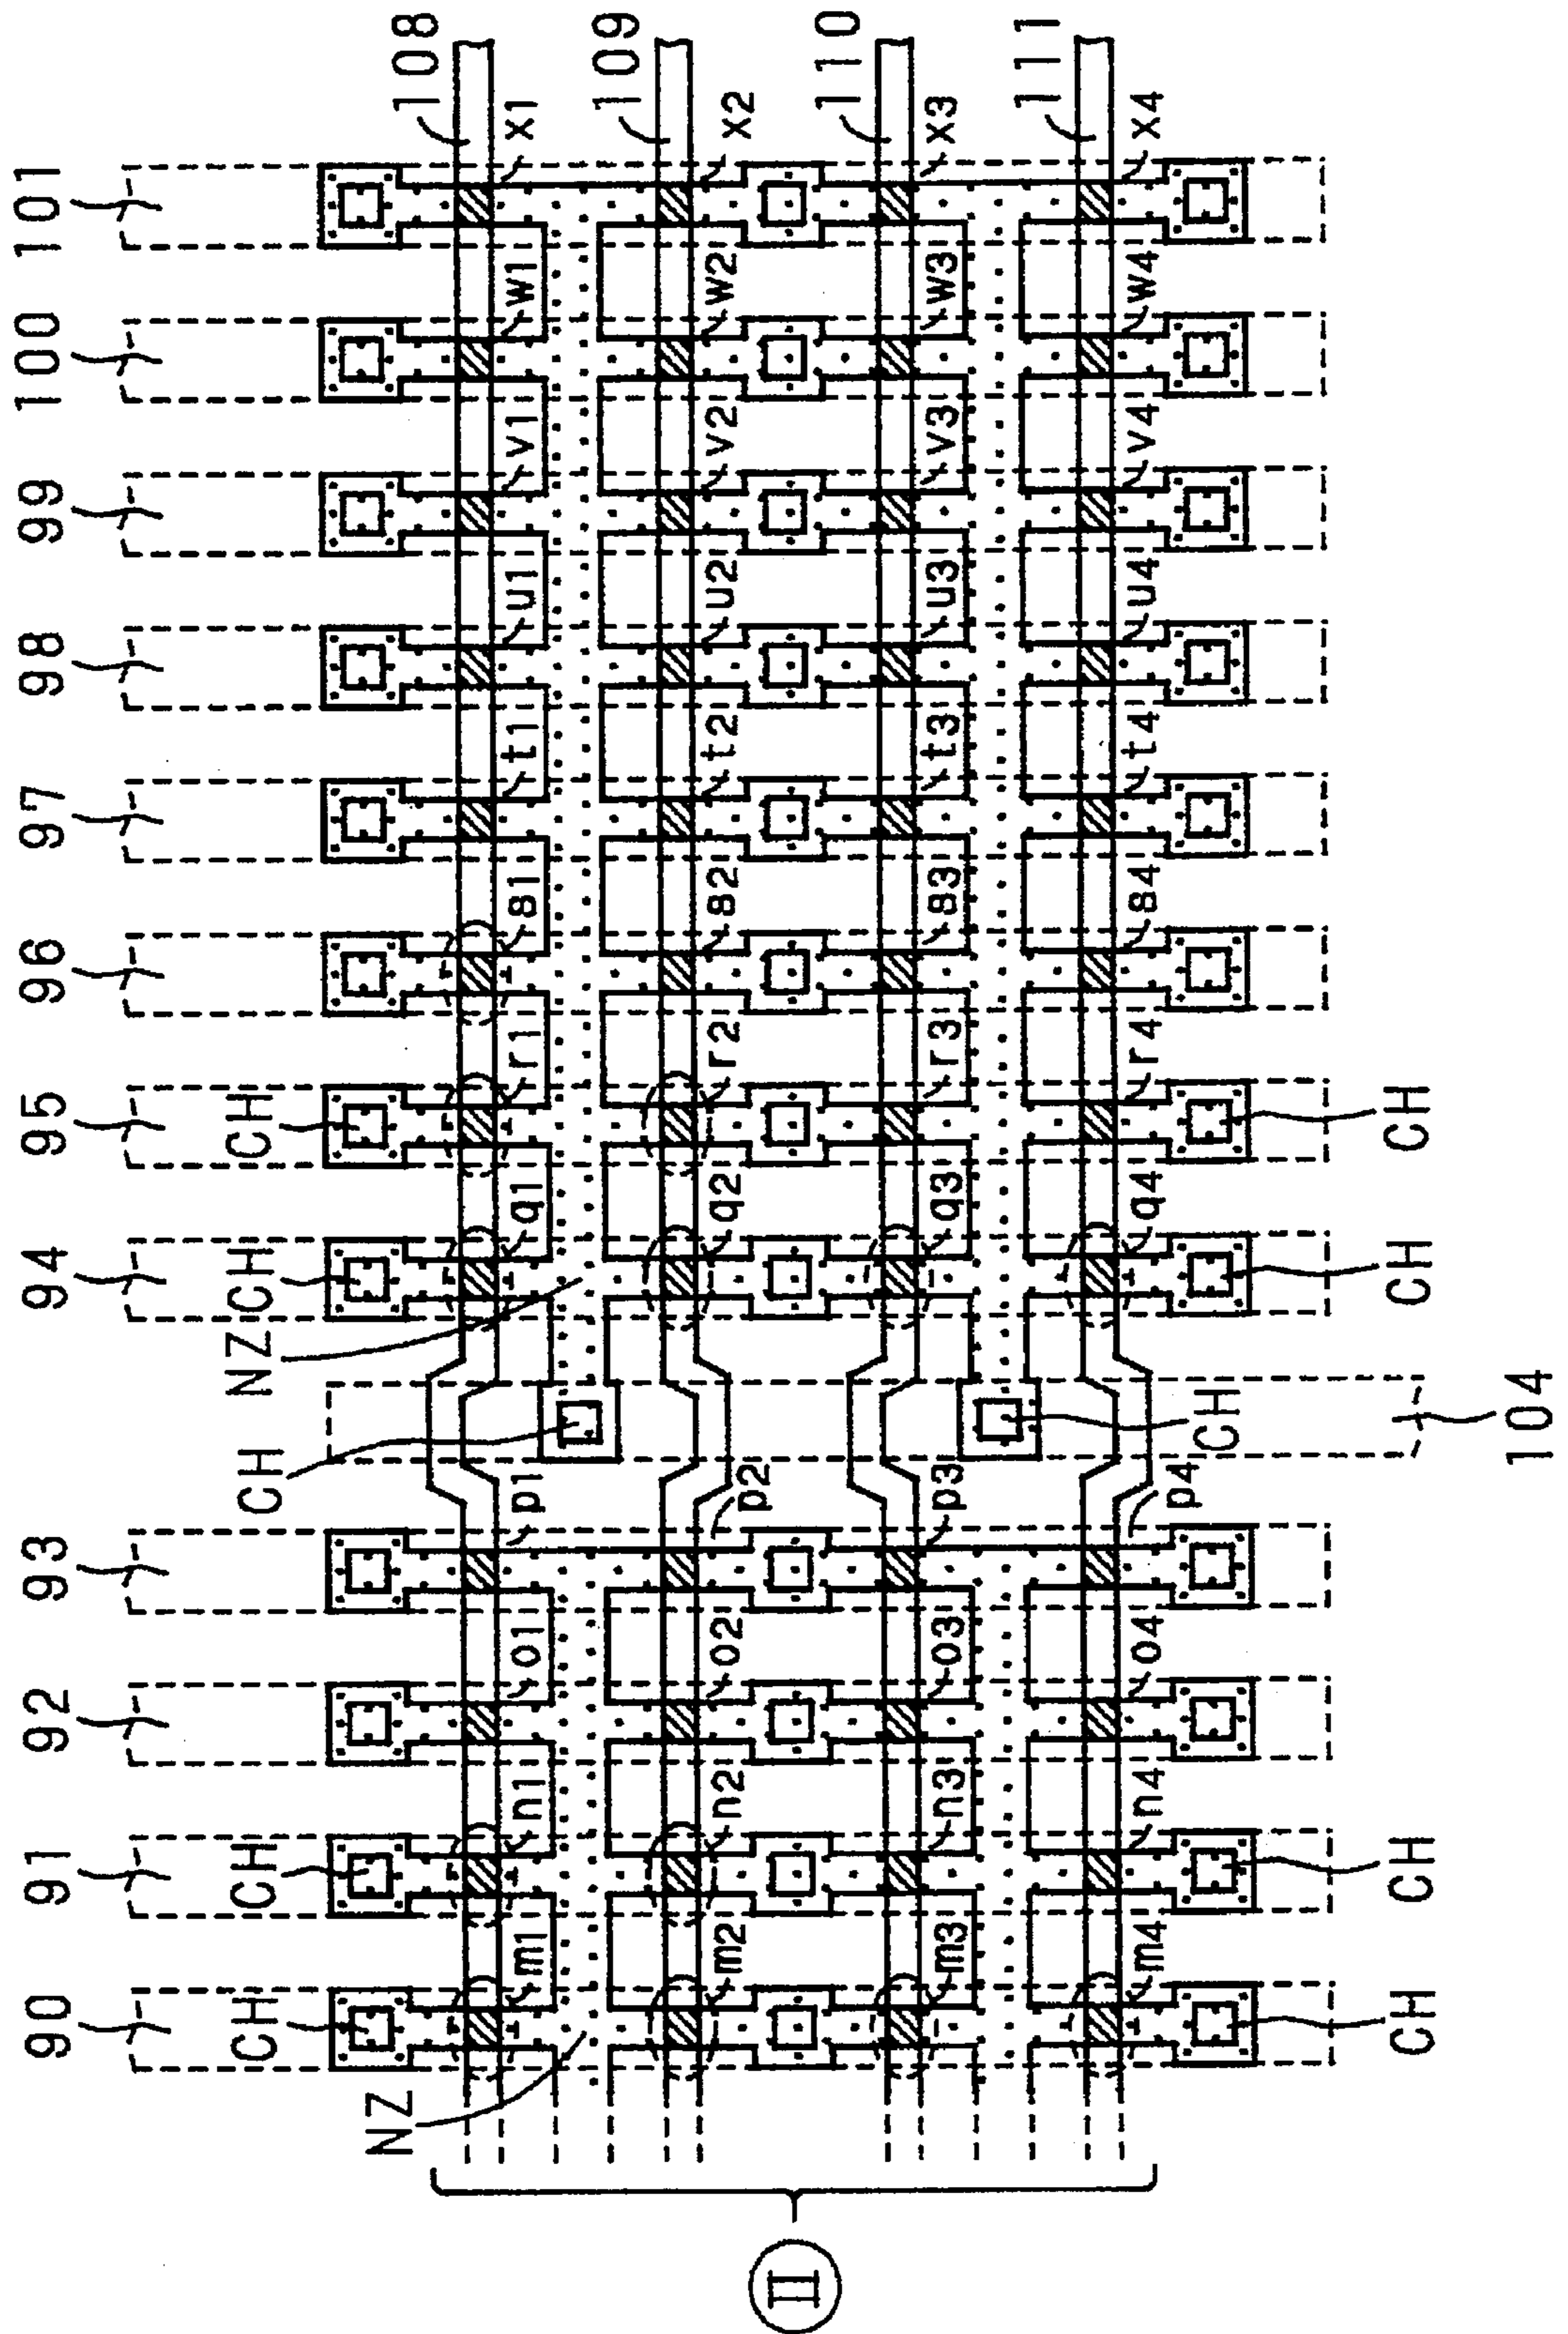 90 91 92 93 94 95 96 97 98 99 100 101
CH CH CH NZ CH CH
NZ
108
m1 n1 o1 p1 q1 r1 s1 t1 u1 v1 w1 x1
109
m2 n2 o2 p2 q2 r2 s2 t2 u2 v2 w2 x2
II
110
m3 n3 o3 p3 q3 r3 s3 t3 u3 v3 w3 x3
111
m4 n4 o4 p4 q4 r4 s4 t4 u4 v4 w4 x4
CH
CH CH CH CH
104